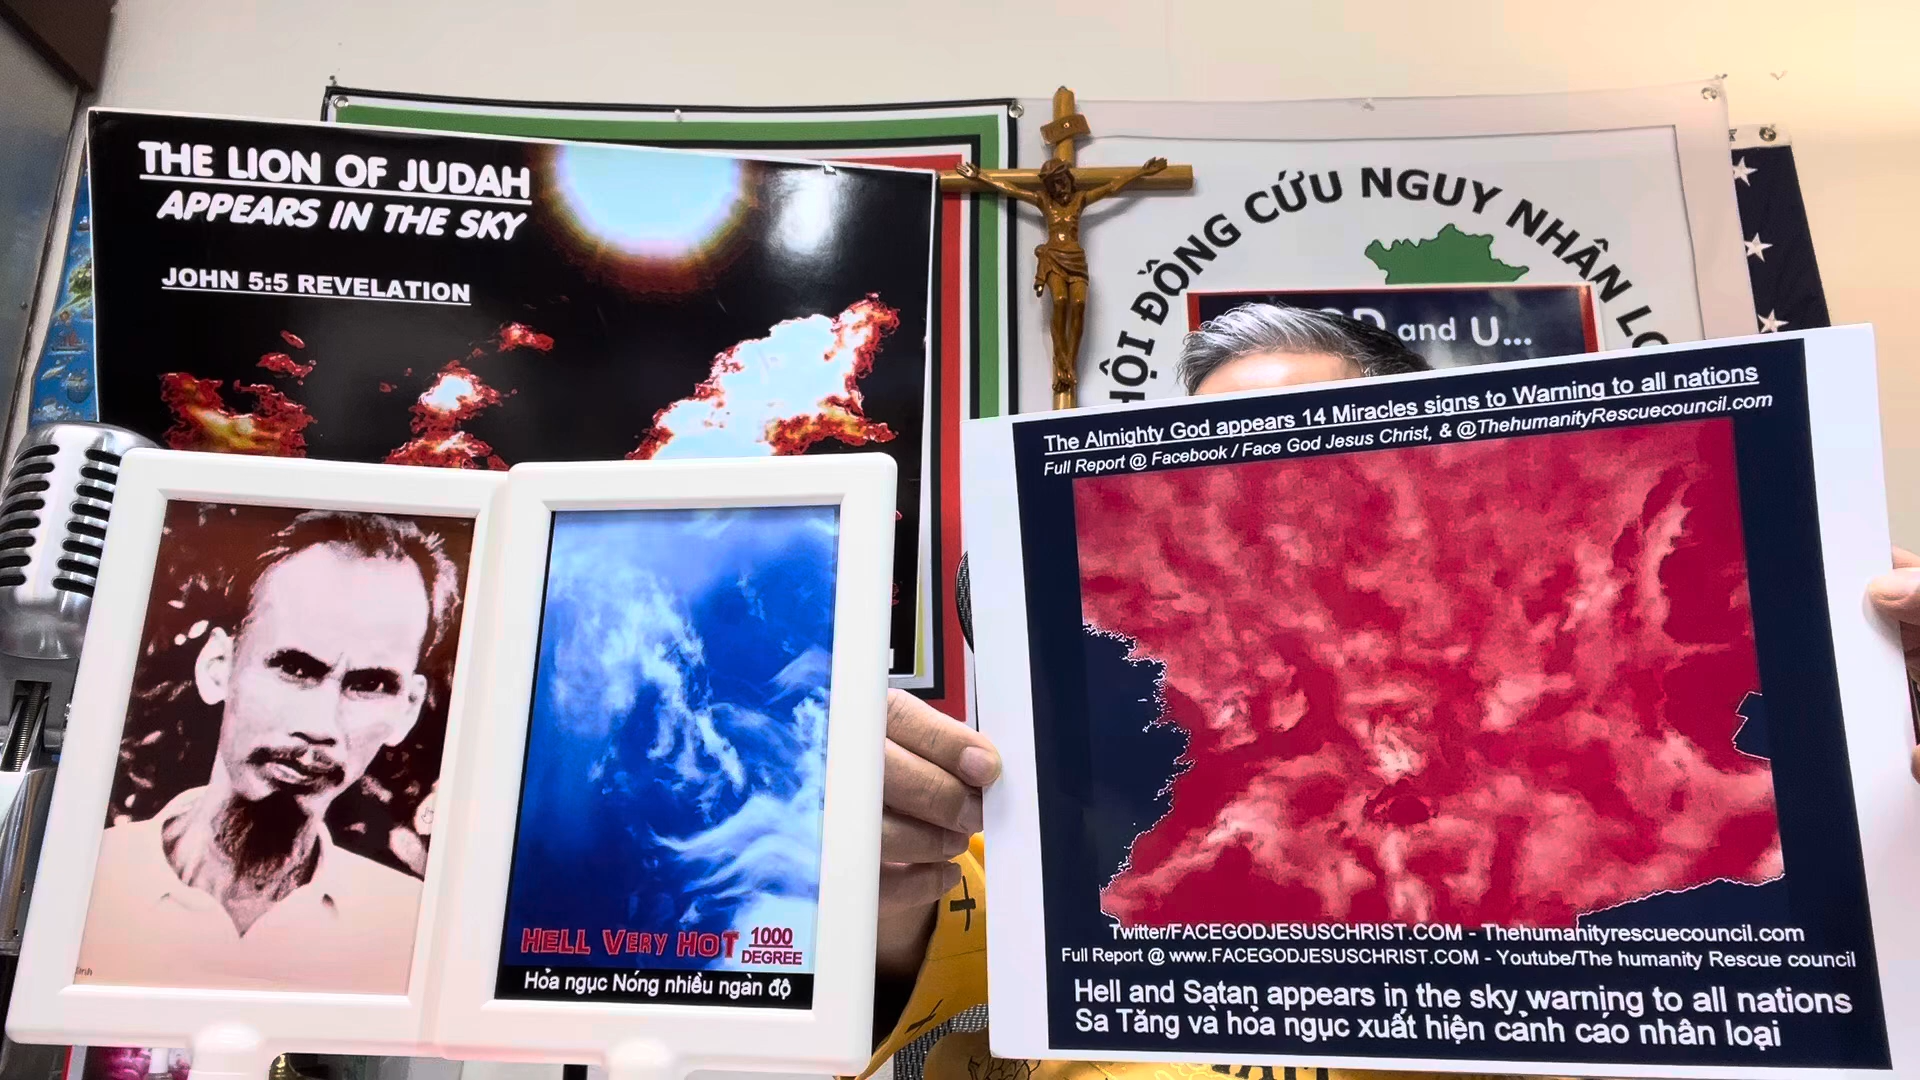 THE LION OF JUDAH
APPEARS IN THE SKY
JOHN 5:5 REVELATION
HỘI ĐỒNG CỨU NGUY NHÂN
and U...
The Almighty God appears 14 Miracles signs to Warning to all nations
Full Report @ Facebook / Face God Jesus Christ, & @ThehumanityRescuecouncil.com
HELL VERY HOT 1000
DEGREE
Hỏa ngục Nóng nhiều ngàn độ
Twitter/FACEGODJESUSCHRIST.COM - Thehumanityrescuecouncil.com
Full Report @ www.FACEGODJESUSCHRIST.COM - Youtube/The humanity Rescue council
Hell and Satan appears in the sky warning to all nations
Sa Tăng và hỏa ngục xuất hiện cảnh cáo nhân loại